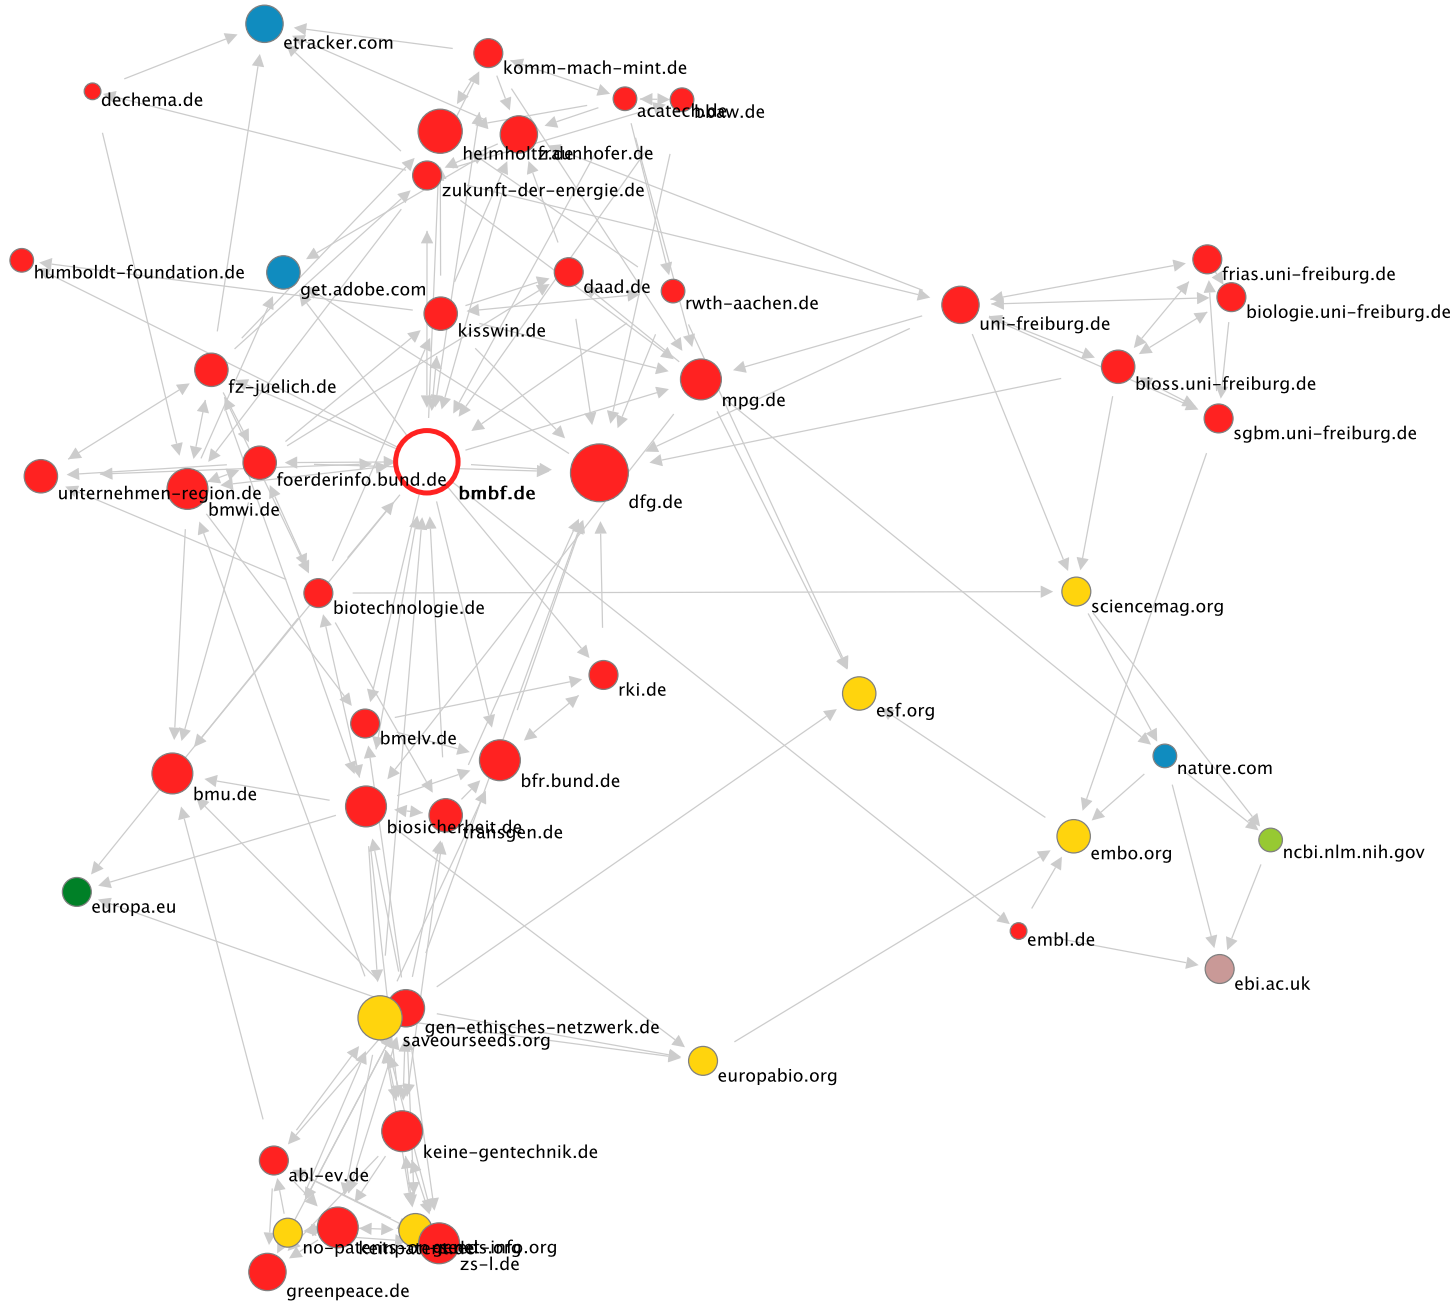 etracker.com
komm-mach-mint.de
dechema.de
acatech.de
bbaw.de
helmholtz.de
fraunhofer.de
zukunft-der-energie.de
humboldt-foundation.de
frias.uni-freiburg.de
get.adobe.com
daad.de
rwth-aachen.de
biologie.uni-freiburg.de
kisswin.de
uni-freiburg.de
fz-juelich.de
bioss.uni-freiburg.de
mpg.de
sgbm.uni-freiburg.de
foerderinfo.bund.de
unternehmen-region.de
bmbf.de
dfg.de
bmwi.de
biotechnologie.de
sciencemag.org
rki.de
esf.org
bmelv.de
nature.com
bfr.bund.de
bmu.de
biosicherheit.de
transgen.de
embo.org
ncbi.nlm.nih.gov
europa.eu
embl.de
ebi.ac.uk
gen-ethisches-netzwerk.de
saveourseeds.org
europabio.org
keine-gentechnik.de
abl-ev.de
no-patents-on-seeds.org
zs-l.de
greenpeace.de